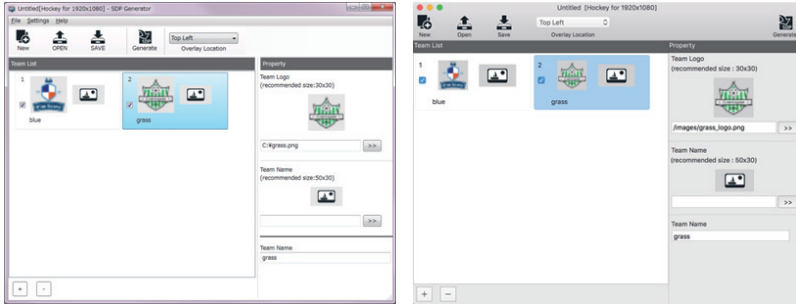 Untitled[Hockey for 1920x1080] - SDP Generator
File Settings Help
New OPEN SAVE Generate Top Left
Overlay Location
Team List
Property
1
2
blue
grass
Team Logo
(recommended size:30x30)
C:¥grass.png >>
Team Name
(recommended size:50x30)
>>
Team Name
grass
+ -
Untitled [Hockey for 1920x1080]
New Open Save Top Left
Overlay Location
Generate
Team List
Property
1
2
blue
grass
Team Logo
(recommended size : 30x30)
/images/grass_logo.png >>
Team Name
(recommended size : 50x30)
>>
Team Name
grass
+ -